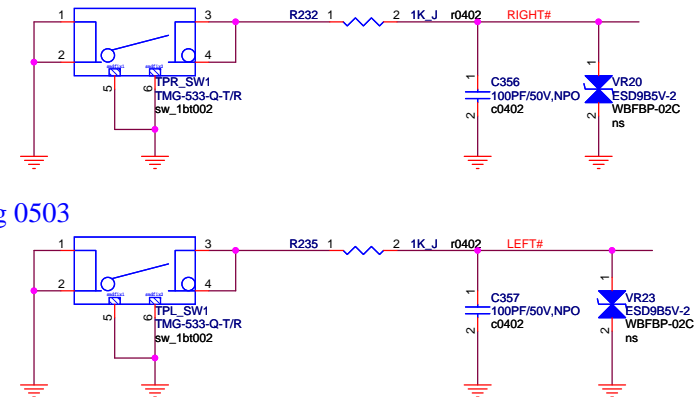 1 3 R232 1 2 1K_J r0402 RIGHT#
2 4
5 6 TPR_SW1
TMG-533-Q-T/R
sw_1bt002
1 C356
100PF/50V,NPO
2 c0402
1 VR20
ESD9B5V-2
2 WBFBP-02C
ns
g 0503
1 3 R235 1 2 1K_J r0402 LEFT#
2 4
5 6 TPL_SW1
TMG-533-Q-T/R
sw_1bt002
1 C357
100PF/50V,NPO
2 c0402
1 VR23
ESD9B5V-2
2 WBFBP-02C
ns